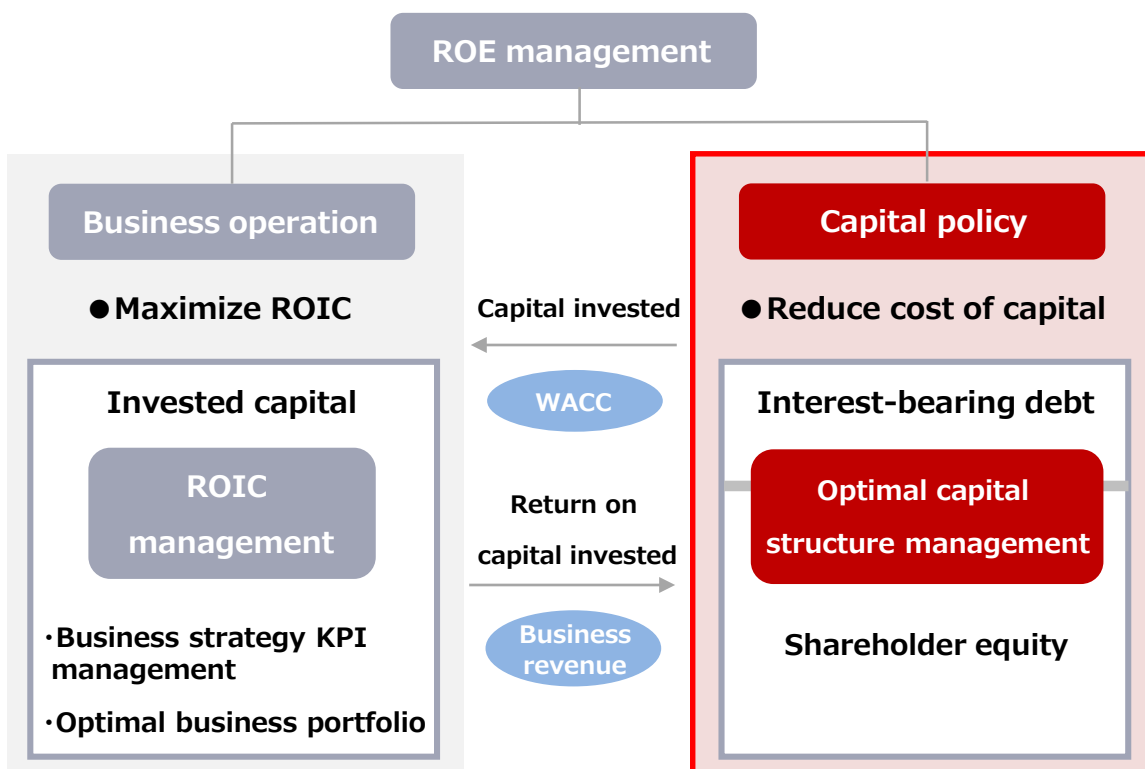 ROE management
Business operation
●Maximize ROIC
Invested capital
ROIC
management
・Business strategy KPI
management
・Optimal business portfolio
Capital invested
WACC
Return on
capital invested
Business
revenue
Capital policy
●Reduce cost of capital
Interest-bearing debt
Optimal capital
structure management
Shareholder equity